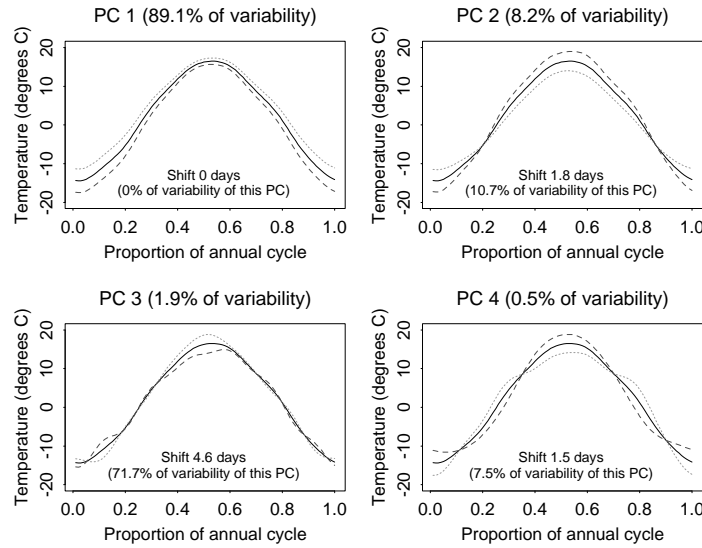 PC 1 (89.1% of variability)
Temperature (degrees C)
20
10
0
-10
-20
Shift 0 days
(0% of variability of this PC)
0.0 0.2 0.4 0.6 0.8 1.0
Proportion of annual cycle
PC 2 (8.2% of variability)
Temperature (degrees C)
20
10
0
-10
-20
Shift 1.8 days
(10.7% of variability of this PC)
0.0 0.2 0.4 0.6 0.8 1.0
Proportion of annual cycle
PC 3 (1.9% of variability)
Temperature (degrees C)
20
10
0
-10
-20
Shift 4.6 days
(71.7% of variability of this PC)
0.0 0.2 0.4 0.6 0.8 1.0
Proportion of annual cycle
PC 4 (0.5% of variability)
Temperature (degrees C)
20
10
0
-10
-20
Shift 1.5 days
(7.5% of variability of this PC)
0.0 0.2 0.4 0.6 0.8 1.0
Proportion of annual cycle